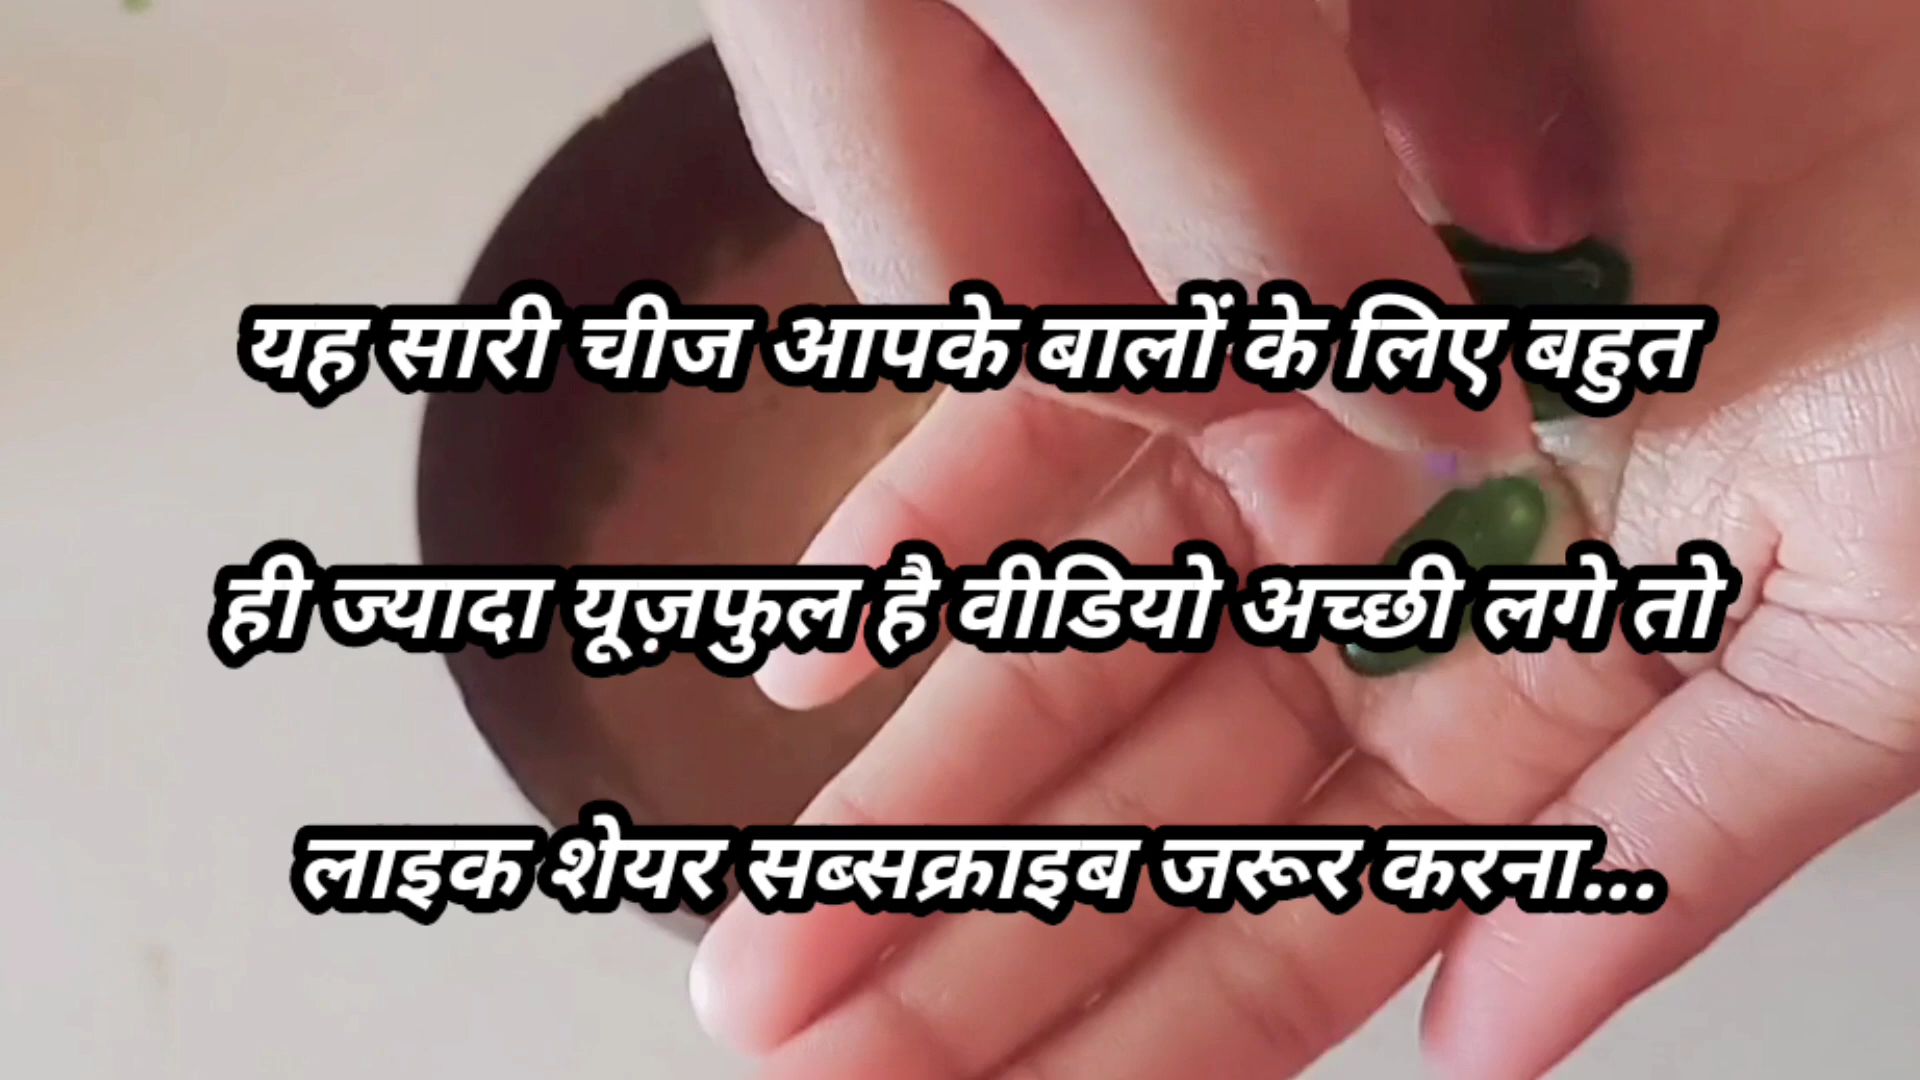 यह सारी चीज आपके बालों के लिए बहुत
ही ज्यादा यूज़फुल है वीडियो अच्छी लगे तो
लाइक शेयर सब्सक्राइब जरूर करना...